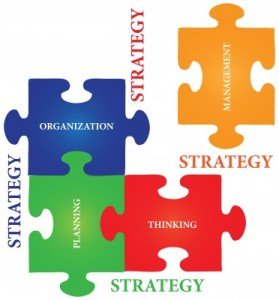 STRATEGY
MANAGEMENT
ORGANIZATION
STRATEGY
STRATEGY
PLANNING
THINKING
STRATEGY